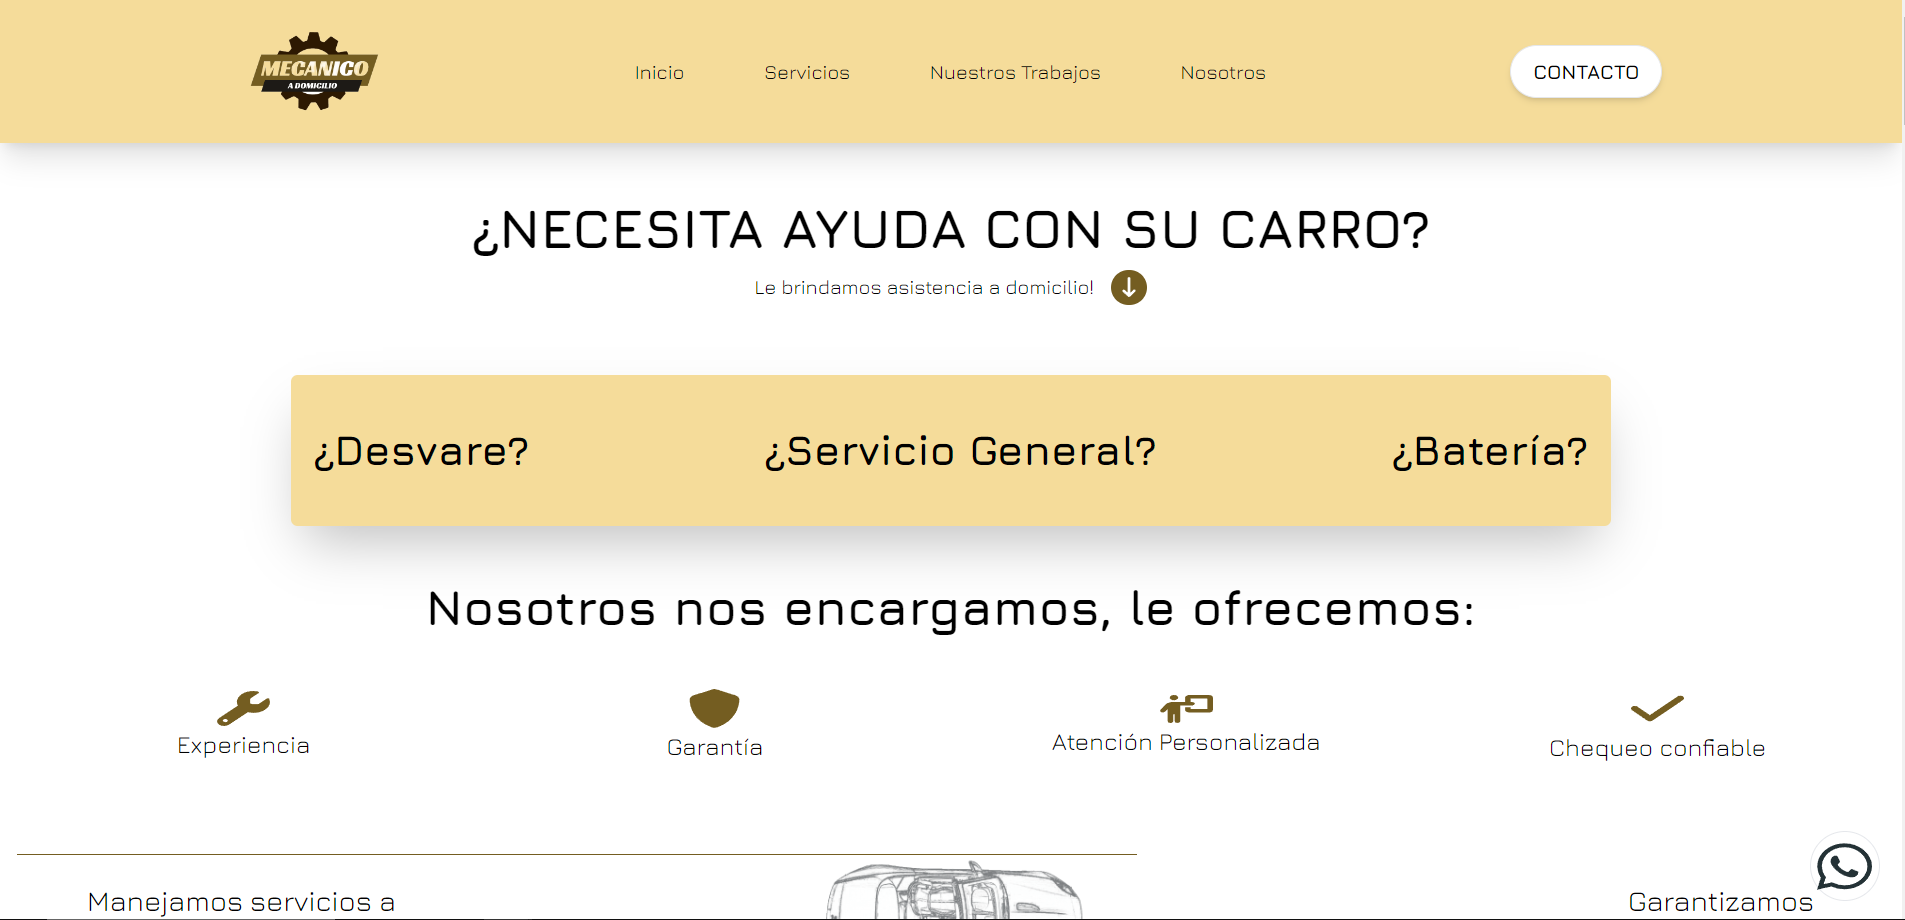 MECANICO
A DOMICILIO
Inicio
Servicios
Nuestros Trabajos
Nosotros
CONTACTO
¿NECESITA AYUDA CON SU CARRO?
Le brindamos asistencia a domicilio!
¿Desvare?
¿Servicio General?
¿Batería?
Nosotros nos encargamos, le ofrecemos:
Experiencia
Garantía
Atención Personalizada
Chequeo confiable
Manejamos servicios a
Garantizamos